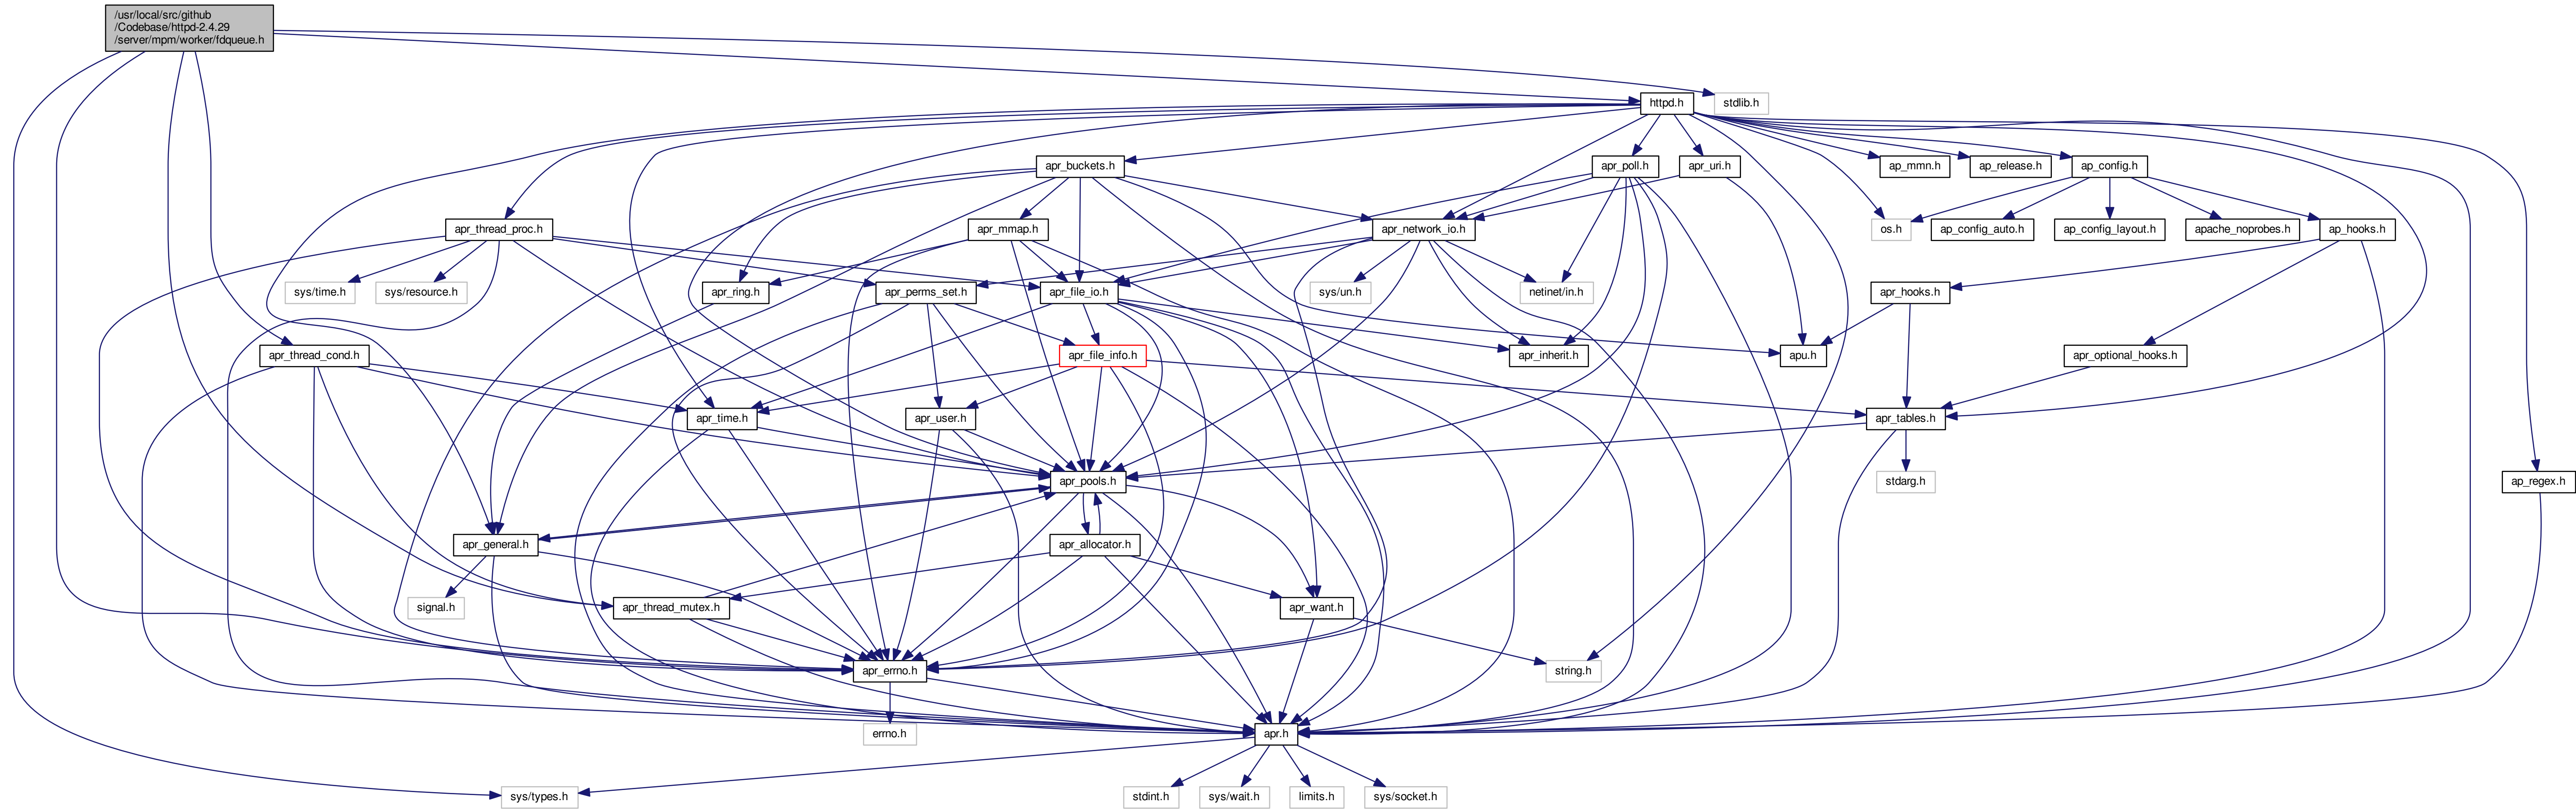 /usr/local/src/github
/Codebase/httpd-2.4.29
/server/mpm/worker/fdqueue.h
httpd.h
stdlib.h
apr_buckets.h
apr_poll.h
apr_uri.h
ap_mmn.h
ap_release.h
ap_config.h
apr_thread_proc.h
apr_mmap.h
apr_network_io.h
os.h
ap_config_auto.h
ap_config_layout.h
apache_noprobes.h
ap_hooks.h
sys/time.h
sys/resource.h
apr_ring.h
apr_perms_set.h
apr_file_io.h
sys/un.h
netinet/in.h
apr_hooks.h
apr_thread_cond.h
apr_file_info.h
apr_inherit.h
apu.h
apr_optional_hooks.h
apr_time.h
apr_user.h
apr_tables.h
apr_pools.h
stdarg.h
ap_regex.h
apr_general.h
apr_allocator.h
signal.h
apr_thread_mutex.h
apr_want.h
apr_errno.h
string.h
errno.h
apr.h
sys/types.h
stdint.h
sys/wait.h
limits.h
sys/socket.h